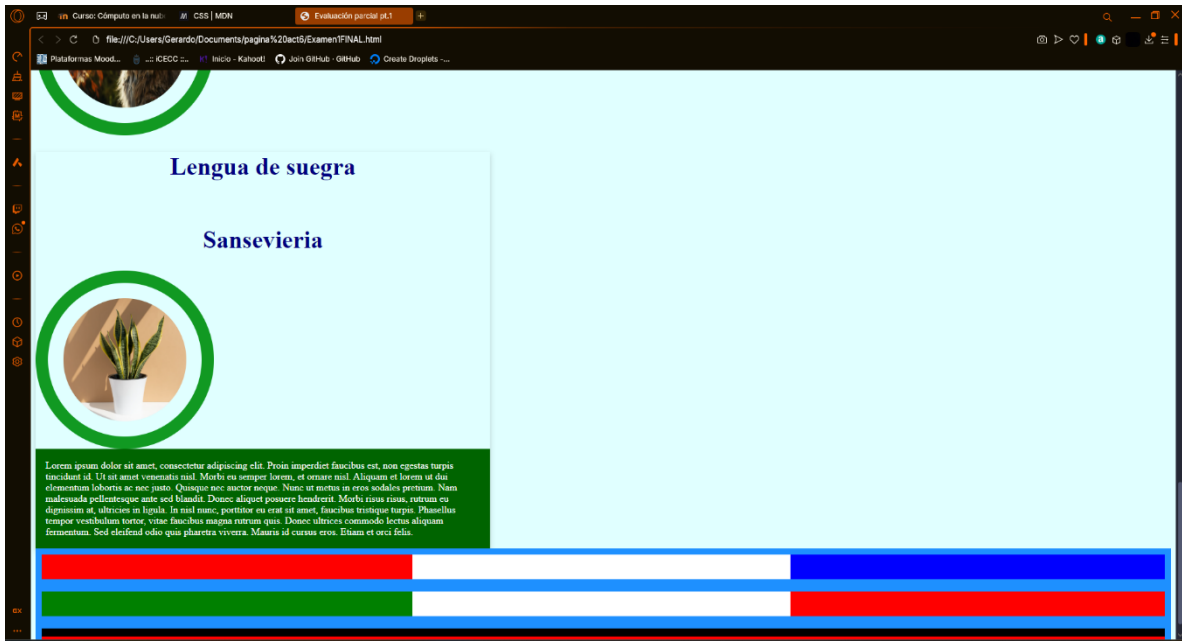 in Curso: Cómputo en la nub
CSS | MDN
Evaluación parcial pt.1
file:///C:/Users/Gerardo/Documents/pagina%20act6/Examen1FINAL.html
Plataformas Mood...
..:: iCECC ::..
K! Inicio - Kahoot!
Join GitHub · GitHub
Create Droplets -...
Lengua de suegra
Sansevieria
Lorem ipsum dolor sit amet, consectetur adipiscing elit. Proin imperdiet faucibus est, non egestas turpis
tincidunt id. Ut sit amet venenatis nisl. Morbi eu semper lorem, et ornare nisl. Aliquam et lorem ut dui
elementum lobortis ac nec justo. Quisque nec auctor neque. Nunc ut metus in eros sodales pretium. Nam
malesuada pellentesque ante sed blandit. Donec aliquet posuere hendrerit. Morbi risus risus, rutrum eu
dignissim at, ultricies in ligula. In nisl nunc, porttitor eu erat sit amet, faucibus tristique turpis. Phasellus
tempor vestibulum tortor, vitae faucibus magna rutrum quis. Donec ultrices commodo lectus aliquam
fermentum. Sed eleifend odio quis pharetra viverra. Mauris id cursus eros. Etiam et orci felis.
GX